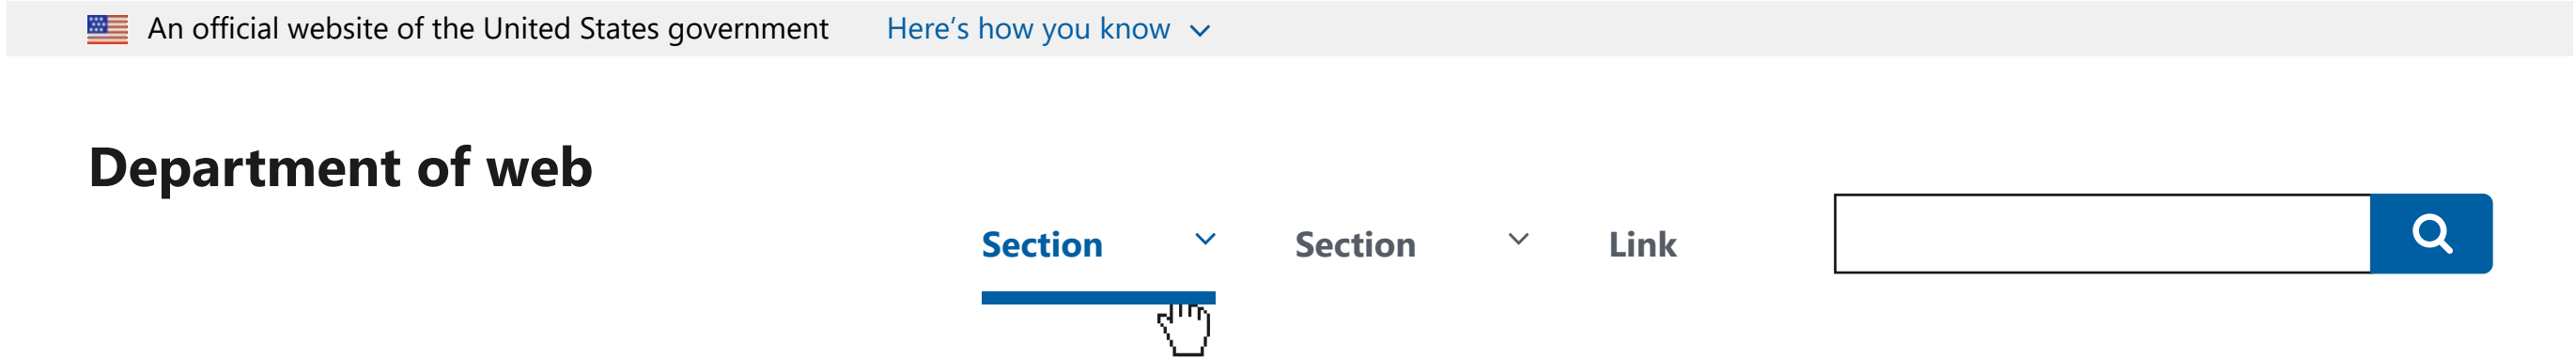 An official website of the United States government Here’s how you know
Department of web
Section Section Link